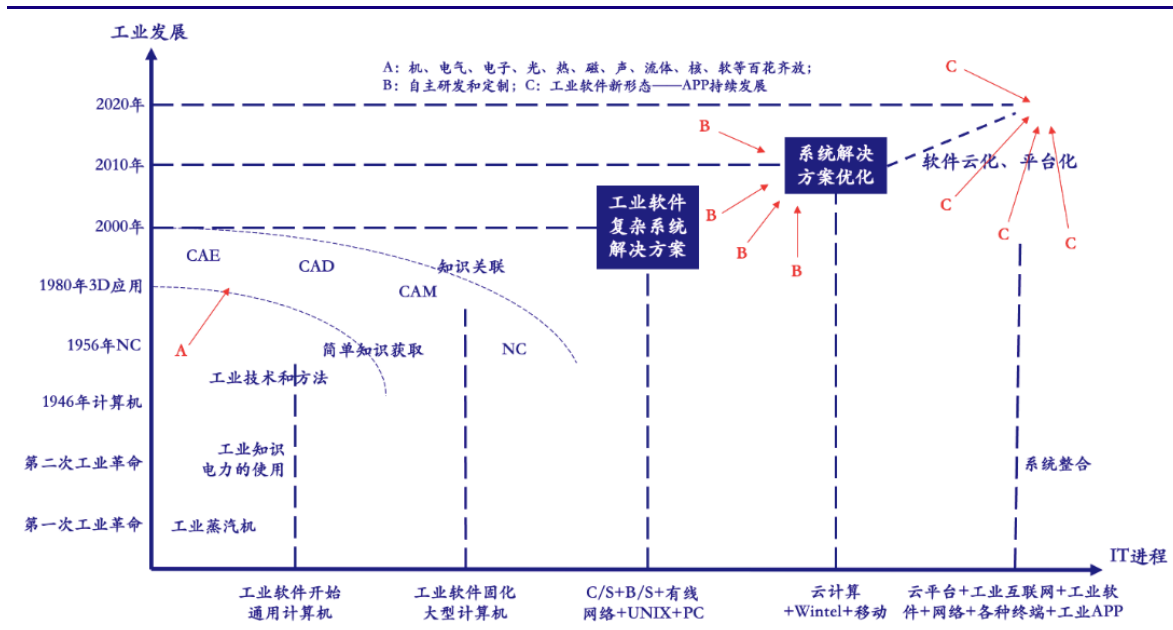 工业发展
A：机、电气、电子、光、热、磁、声、流体、核、软等百花齐放；
B：自主研发和定制；C：工业软件新形态——APP持续发展
C
2020年
B
2010年
系统解决
方案优化
软件云化、平台化
C
2000年
工业软件
复杂系统
解决方案
B
B
B
C
C
CAE
CAD
知识关联
CAM
1980年3D应用
1956年NC
A
简单知识获取
NC
工业技术和方法
1946年计算机
工业知识
电力的使用
第二次工业革命
系统整合
第一次工业革命
工业蒸汽机
IT进程
工业软件开始
通用计算机
工业软件固化
大型计算机
C/S+B/S+有线
网络+UNIX+PC
云计算
+Wintel+移动
云平台+工业互联网+工业软
件+网络+各种终端+工业APP